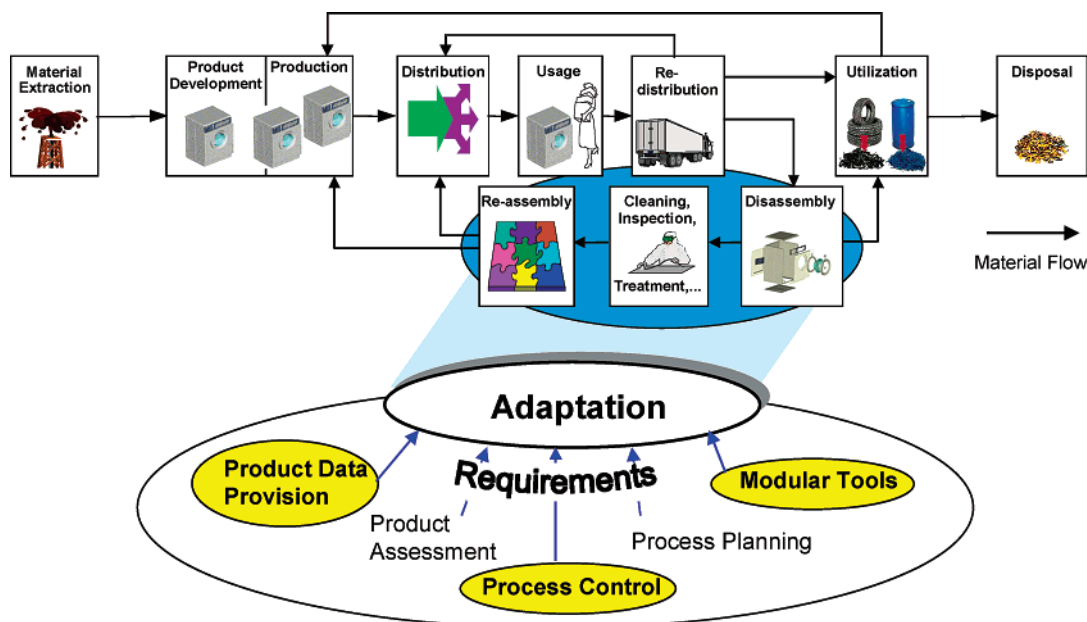 Material
Extraction
Product
Development
Production
Distribution
Usage
Re-
distribution
Utilization
Disposal
Re-assembly
Cleaning,
Inspection,
Treatment,...
Disassembly
Material Flow
Adaptation
Requirements
Product Data
Provision
Modular Tools
Product
Assessment
Process Planning
Process Control